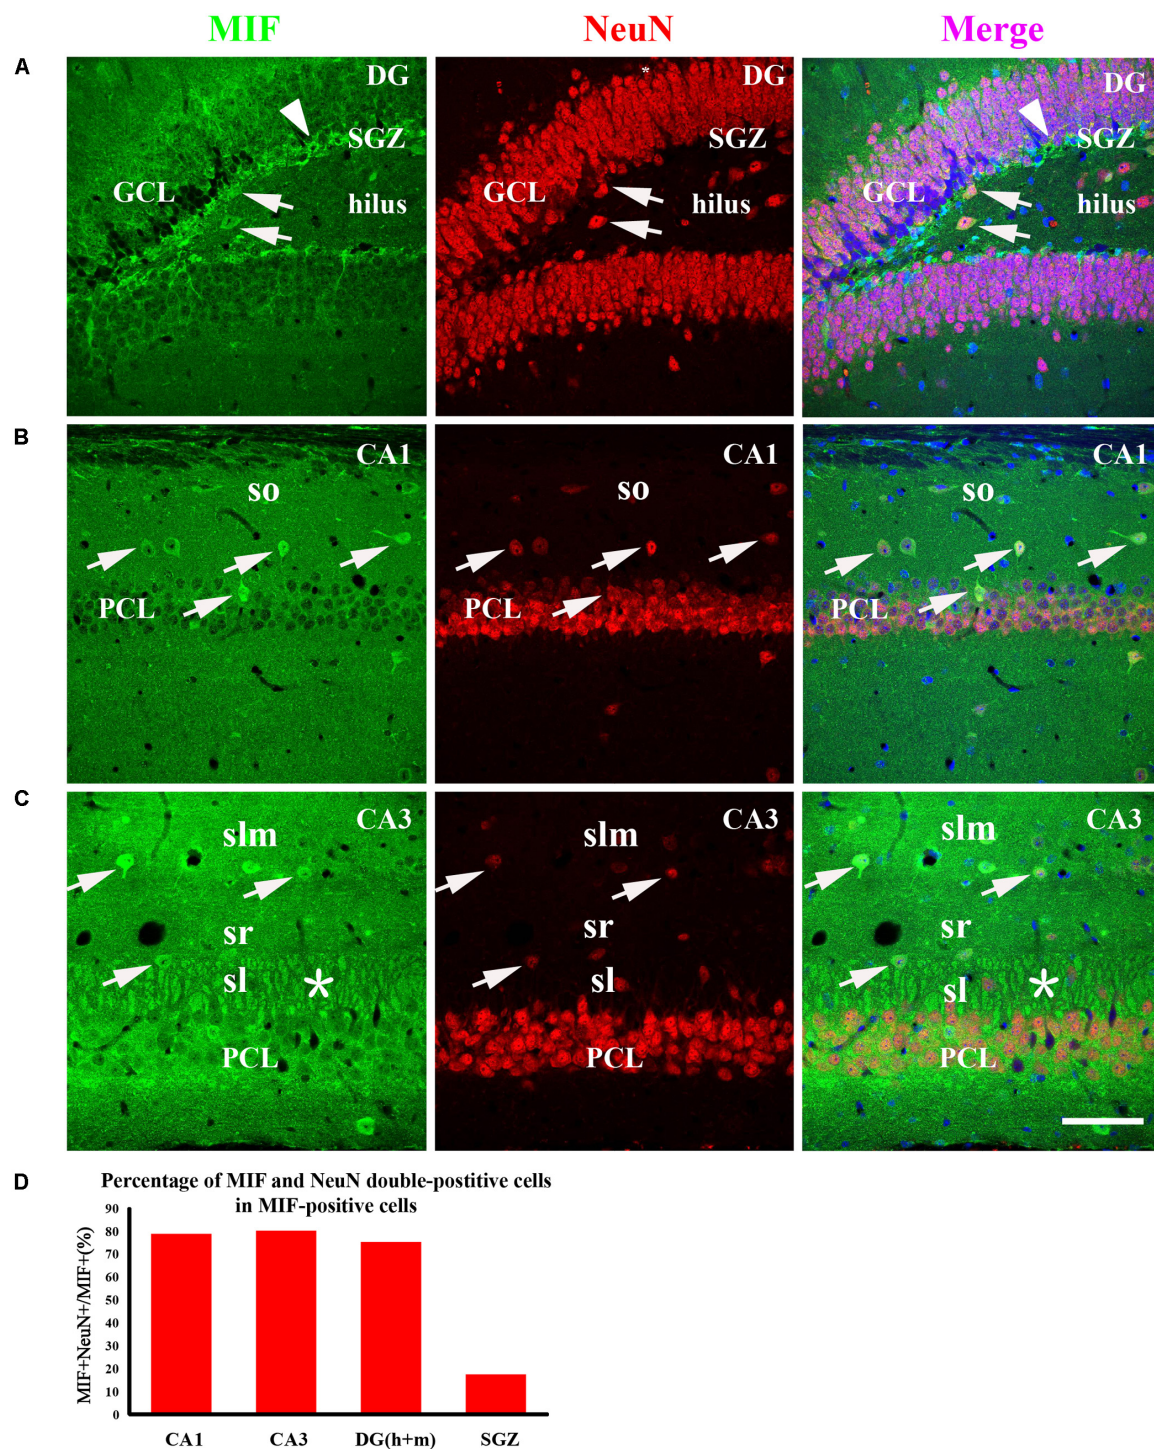 MIF NeuN Merge
A
DG DG DG
SGZ SGZ SGZ
GCL GCL GCL
hilus hilus hilus
B
CA1 CA1 CA1
so so so
PCL PCL PCL
C
CA3 CA3 CA3
slm slm slm
sr sr sr
sl * sl sl *
PCL PCL PCL
D
Percentage of MIF and NeuN double-postitive cells
in MIF-positive cells
MIF+NeuN+/MIF+(%)
90
80
70
60
50
40
30
20
10
0
CA1 CA3 DG(h+m) SGZ